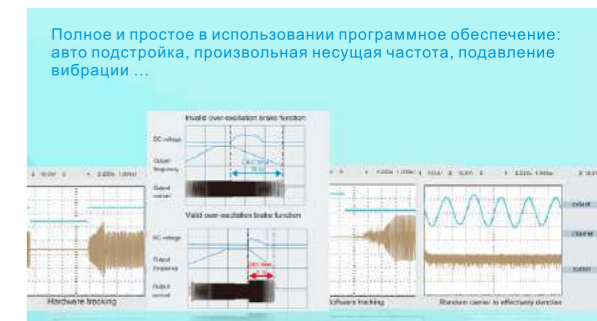 Полное и простое в использовании программное обеспечение:
авто подстройка, произвольная несущая частота, подавление
вибрации ...
Invalid over-excitation brake function
DC voltage
Output
frequency
Output
current
Valid over-excitation brake function
DC voltage
Output
frequency
Output
current
Hardware tracking
Software tracking
Random carrier to effectively denoise
output
current